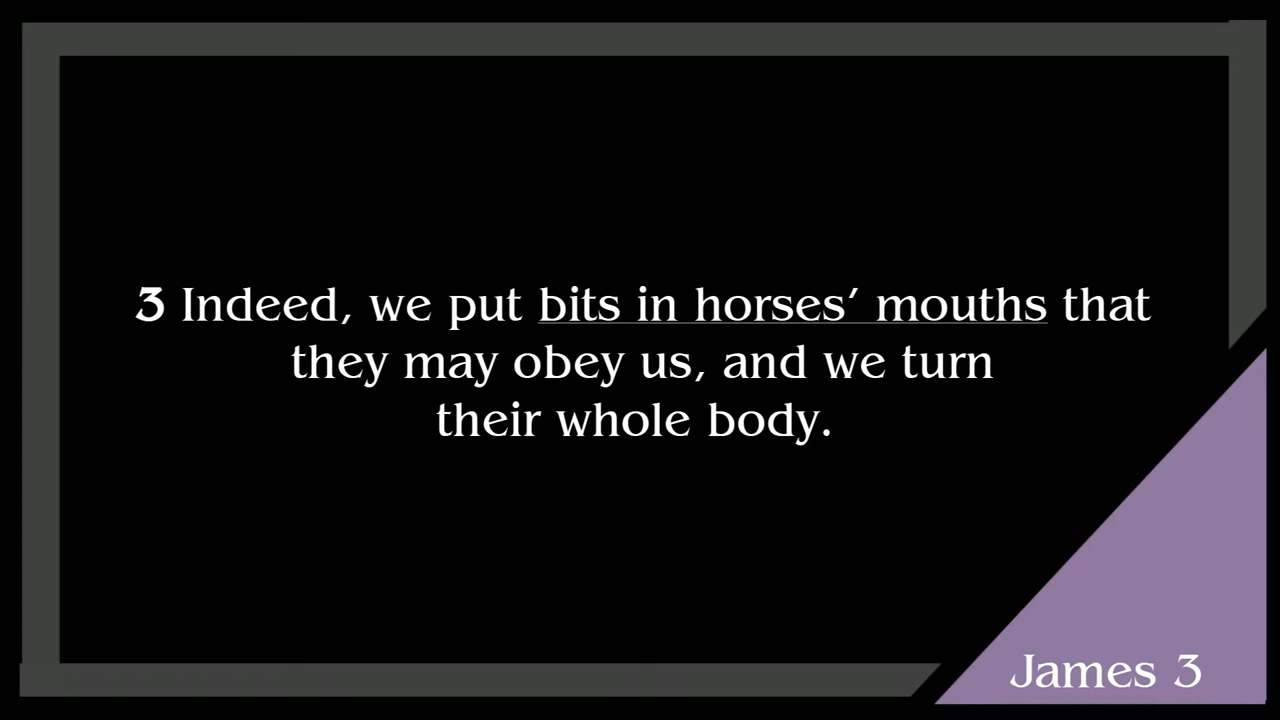 3 Indeed, we put bits in horses’ mouths that
they may obey us, and we turn
their whole body.
James 3